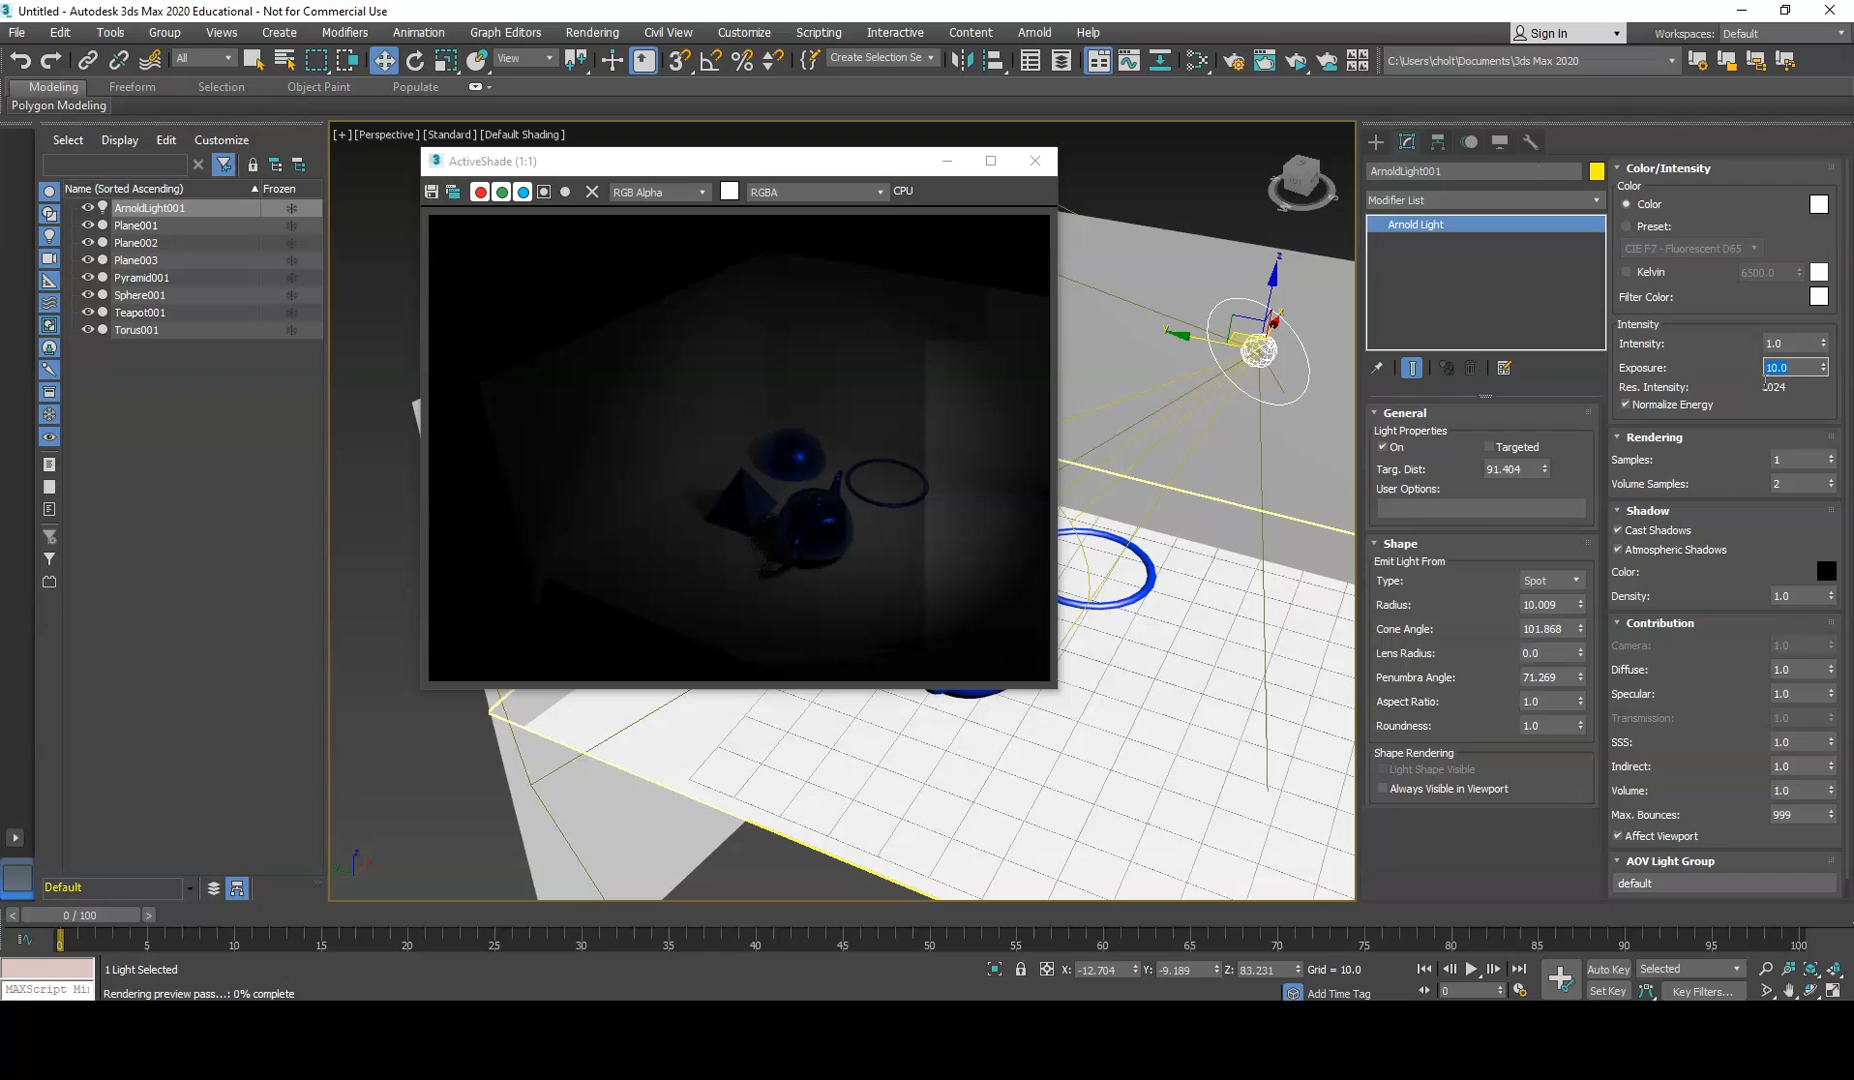 Untitled - Autodesk 3ds Max 2020 Educational - Not for Commercial Use
File Edit Tools Group Views Create Modifiers Animation Graph Editors Rendering Civil View Customize Scripting Interactive Content Arnold Help
Sign In
Workspaces: Default
All
View
Create Selection Se
C:\Users\cholt\Documents\3ds Max 2020
Modeling Freeform Selection Object Paint Populate
Polygon Modeling
Select Display Edit Customize
Name (Sorted Ascending) Frozen
ArnoldLight001
Plane001
Plane002
Plane003
Pyramid001
Sphere001
Teapot001
Torus001
Default
[+] [Perspective ] [Standard ] [Default Shading ]
ActiveShade (1:1)
RGB Alpha
RGBA
CPU
ArnoldLight001
Modifier List
Arnold Light
General
Light Properties
On Targeted
Targ. Dist: 91.404
User Options:
Shape
Emit Light From
Type: Spot
Radius: 10.009
Cone Angle: 101.868
Lens Radius: 0.0
Penumbra Angle: 71.269
Aspect Ratio: 1.0
Roundness: 1.0
Shape Rendering
Light Shape Visible
Always Visible in Viewport
Color/Intensity
Color
Color
Preset:
CIE F7 - Fluorescent D65
Kelvin 6500.0
Filter Color:
Intensity
Intensity: 1.0
Exposure: 10.0
Res. Intensity: 1024
Normalize Energy
Rendering
Samples: 1
Volume Samples: 2
Shadow
Cast Shadows
Atmospheric Shadows
Color:
Density: 1.0
Contribution
Camera: 1.0
Diffuse: 1.0
Specular: 1.0
Transmission: 1.0
SSS: 1.0
Indirect: 1.0
Volume: 1.0
Max. Bounces: 999
Affect Viewport
AOV Light Group
default
0 / 100
0 5 10 15 20 25 30 35 40 45 50 55 60 65 70 75 80 85 90 95 100
1 Light Selected
MAXScript Mi
Rendering preview pass...: 0% complete
X: -12.704 Y: -9.189 Z: 83.231 Grid = 10.0
Add Time Tag
0
Auto Key Selected
Set Key Key Filters...